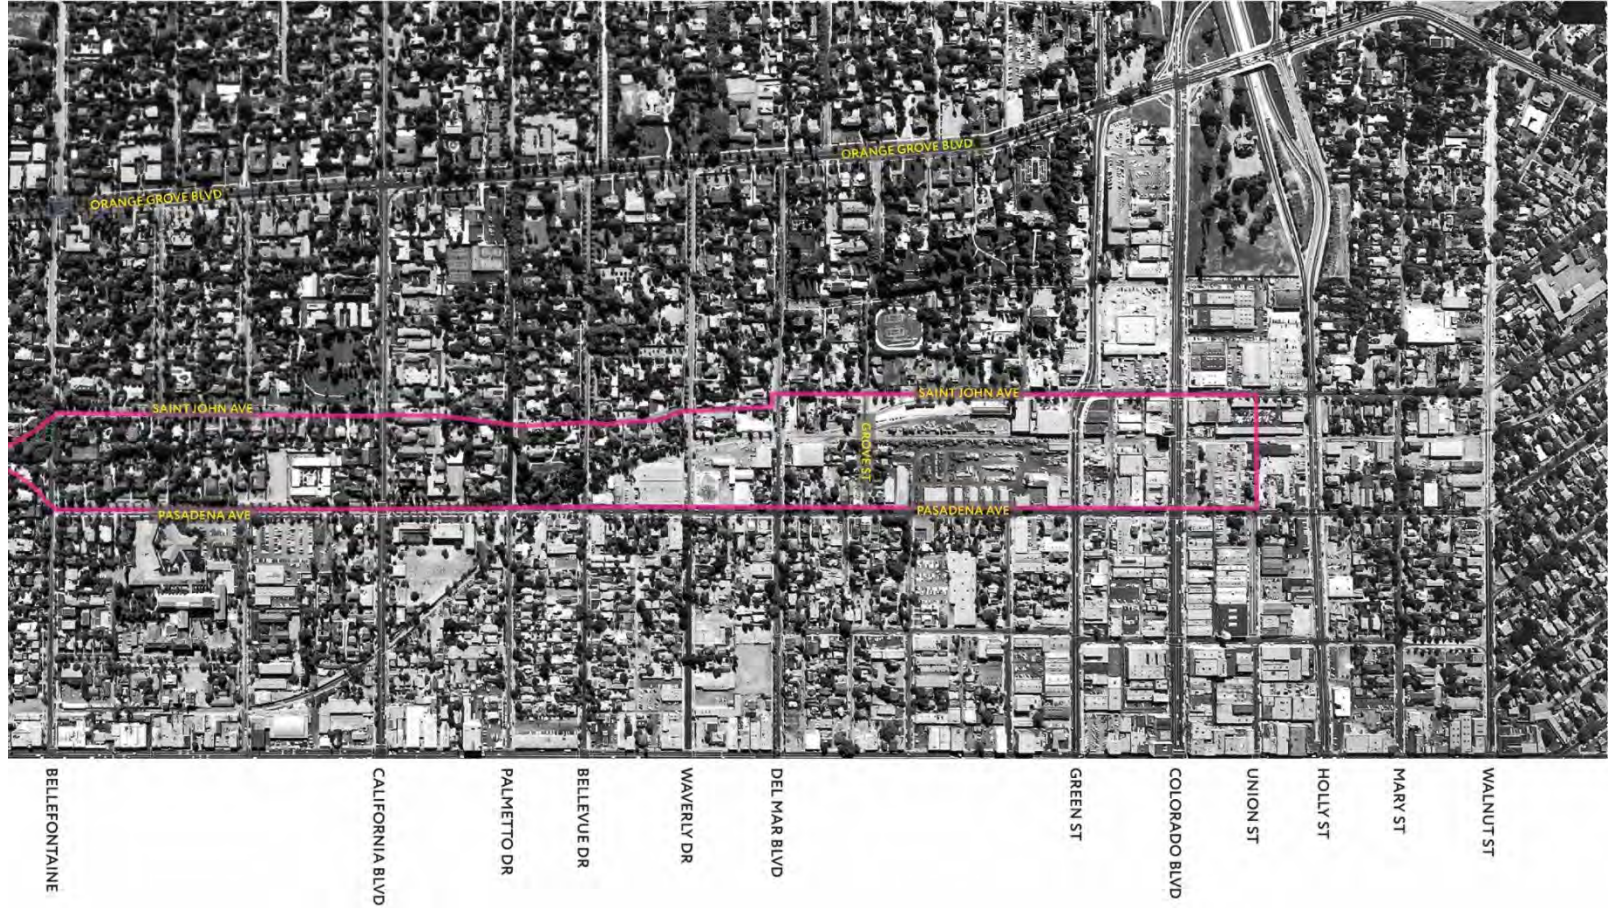 ORANGE GROVE BLVD
ORANGE GROVE BLVD
SAINT JOHN AVE
SAINT JOHN AVE
GROVE ST
PASADENA AVE
PASADENA AVE
BELLEFONTAINE
CALIFORNIA BLVD
PALMETTO DR
BELLEVUE DR
WAVERLY DR
DEL MAR BLVD
GREEN ST
COLORADO BLVD
UNION ST
HOLLY ST
MARY ST
WALNUT ST